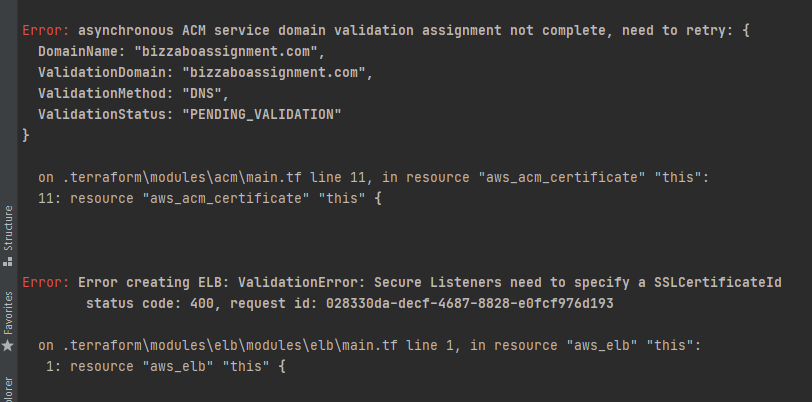 Error: asynchronous ACM service domain validation assignment not complete, need to retry: {
DomainName: "bizzaboassignment.com",
ValidationDomain: "bizzaboassignment.com",
ValidationMethod: "DNS",
ValidationStatus: "PENDING_VALIDATION"
}
on .terraform\modules\acm\main.tf line 11, in resource "aws_acm_certificate" "this":
11: resource "aws_acm_certificate" "this" {
Error: Error creating ELB: ValidationError: Secure Listeners need to specify a SSLCertificateId
status code: 400, request id: 028330da-decf-4687-8828-e0fcf976d193
on .terraform\modules\elb\modules\elb\main.tf line 1, in resource "aws_elb" "this":
1: resource "aws_elb" "this" {
Structure
Favorites